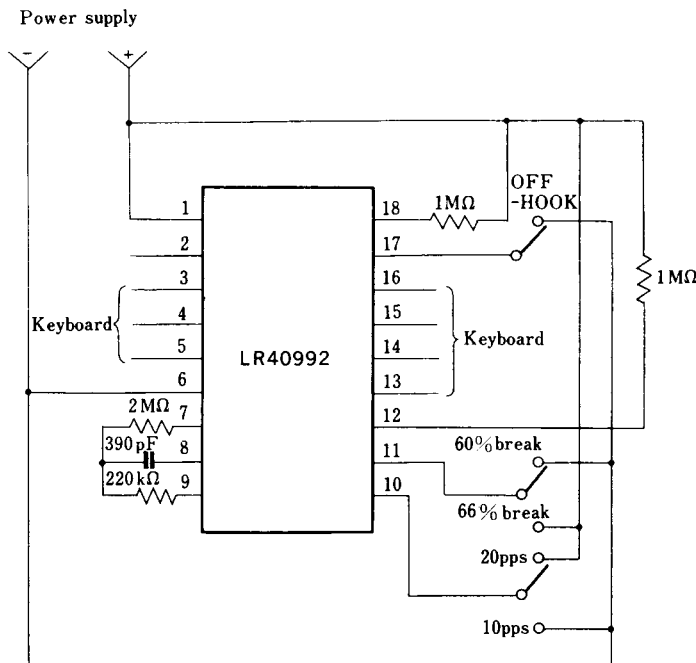 Power supply
- +
1
2
3
4
5
6
7
8
9
Keyboard
2MΩ
390pF
220kΩ
LR40992
18
17
16
15
14
13
12
11
10
1MΩ
OFF
-HOOK
1MΩ
Keyboard
60%break
66%break
20pps
10pps